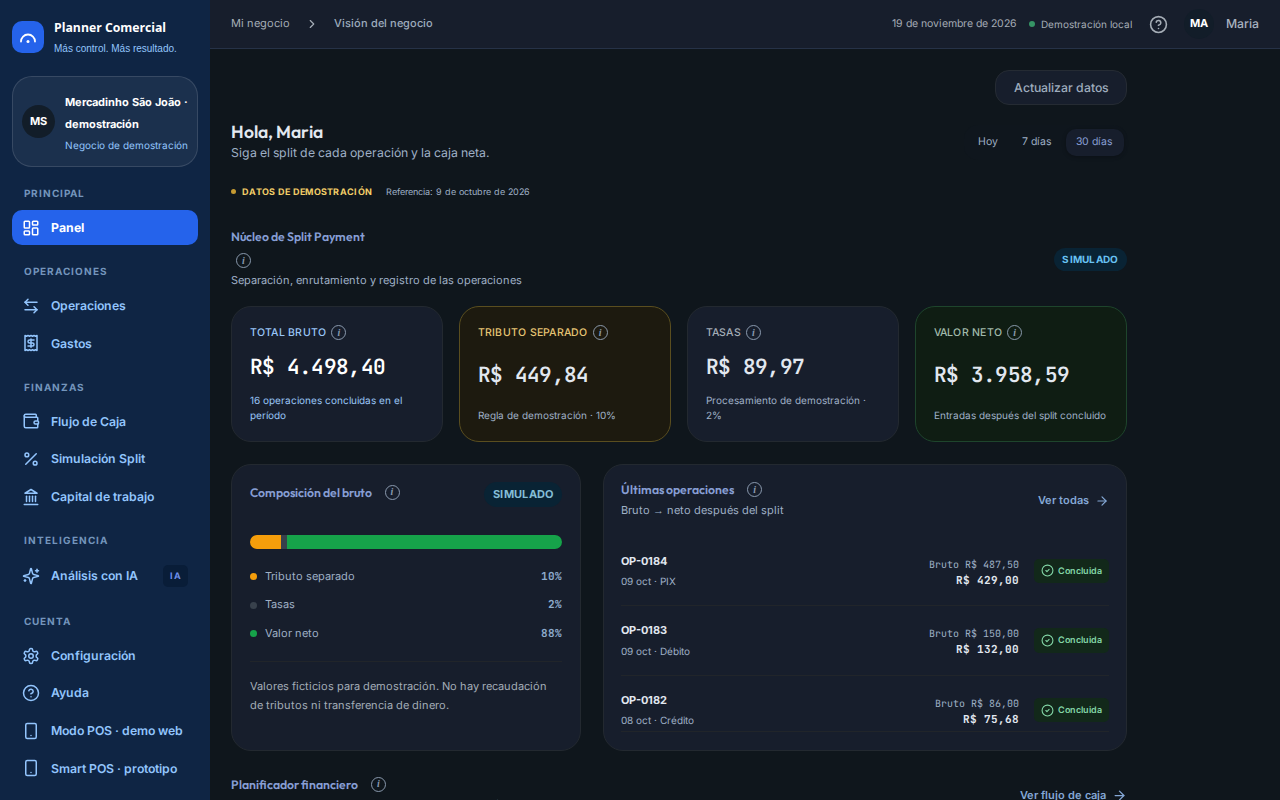 Planner Comercial
Más control. Más resultado.
MS
Mercadinho São João ·
demostración
Negocio de demostración
PRINCIPAL
Panel
OPERACIONES
Operaciones
Gastos
FINANZAS
Flujo de Caja
Simulación Split
Capital de trabajo
INTELIGENCIA
Análisis con IA
IA
CUENTA
Configuración
Ayuda
Modo POS · demo web
Smart POS · prototipo
Mi negocio
Visión del negocio
19 de noviembre de 2026
Demostración local
MA
Maria
Actualizar datos
Hola, Maria
Siga el split de cada operación y la caja neta.
Hoy
7 días
30 días
DATOS DE DEMOSTRACIÓN
Referencia: 9 de octubre de 2026
Núcleo de Split Payment
Separación, enrutamiento y registro de las operaciones
SIMULADO
TOTAL BRUTO
R$ 4.498,40
16 operaciones concluidas en el
período
TRIBUTO SEPARADO
R$ 449,84
Regla de demostración · 10%
TASAS
R$ 89,97
Procesamiento de demostración ·
2%
VALOR NETO
R$ 3.958,59
Entradas después del split concluido
Composición del bruto
SIMULADO
Tributo separado 10%
Tasas 2%
Valor neto 88%
Valores ficticios para demostración. No hay recaudación
de tributos ni transferencia de dinero.
Últimas operaciones
Bruto → neto después del split
Ver todas →
OP-0184
09 oct · PIX
Bruto R$ 487,50
R$ 429,00
Concluida
OP-0183
09 oct · Débito
Bruto R$ 150,00
R$ 132,00
Concluida
OP-0182
08 oct · Crédito
Bruto R$ 86,00
R$ 75,68
Concluida
Planificador financiero
Ver flujo de caja →